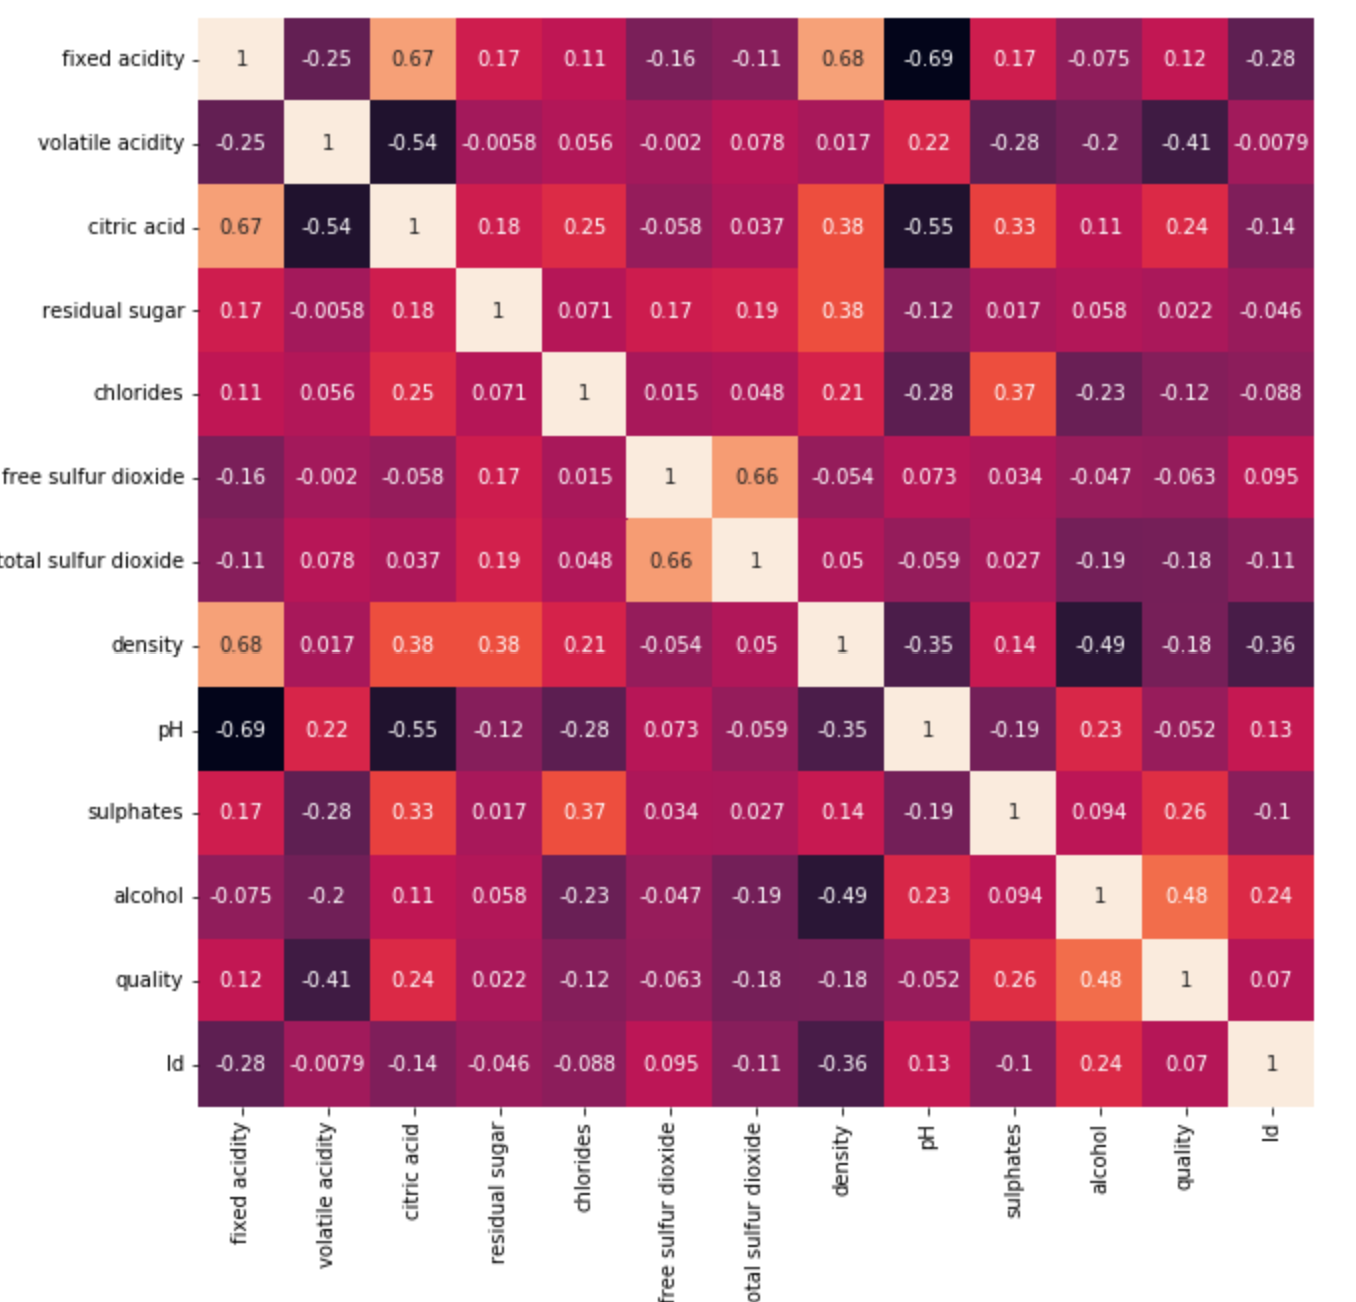 fixed acidity 1 -0.25 0.67 0.17 0.11 -0.16 -0.11 0.68 -0.69 0.17 -0.075 0.12 -0.28
volatile acidity -0.25 1 -0.54 -0.0058 0.056 -0.002 0.078 0.017 0.22 -0.28 -0.2 -0.41 -0.0079
citric acid 0.67 -0.54 1 0.18 0.25 -0.058 0.037 0.38 -0.55 0.33 0.11 0.24 -0.14
residual sugar 0.17 -0.0058 0.18 1 0.071 0.17 0.19 0.38 -0.12 0.017 0.058 0.022 -0.046
chlorides 0.11 0.056 0.25 0.071 1 0.015 0.048 0.21 -0.28 0.37 -0.23 -0.12 -0.088
free sulfur dioxide -0.16 -0.002 -0.058 0.17 0.015 1 0.66 -0.054 0.073 0.034 -0.047 -0.063 0.095
total sulfur dioxide -0.11 0.078 0.037 0.19 0.048 0.66 1 0.05 -0.059 0.027 -0.19 -0.18 -0.11
density 0.68 0.017 0.38 0.38 0.21 -0.054 0.05 1 -0.35 0.14 -0.49 -0.18 -0.36
pH -0.69 0.22 -0.55 -0.12 -0.28 0.073 -0.059 -0.35 1 -0.19 0.23 -0.052 0.13
sulphates 0.17 -0.28 0.33 0.017 0.37 0.034 0.027 0.14 -0.19 1 0.094 0.26 -0.1
alcohol -0.075 -0.2 0.11 0.058 -0.23 -0.047 -0.19 -0.49 0.23 0.094 1 0.48 0.24
quality 0.12 -0.41 0.24 0.022 -0.12 -0.063 -0.18 -0.18 -0.052 0.26 0.48 1 0.07
Id -0.28 -0.0079 -0.14 -0.046 -0.088 0.095 -0.11 -0.36 0.13 -0.1 0.24 0.07 1
fixed acidity
volatile acidity
citric acid
residual sugar
chlorides
free sulfur dioxide
otal sulfur dioxide
density
pH
sulphates
alcohol
quality
Id